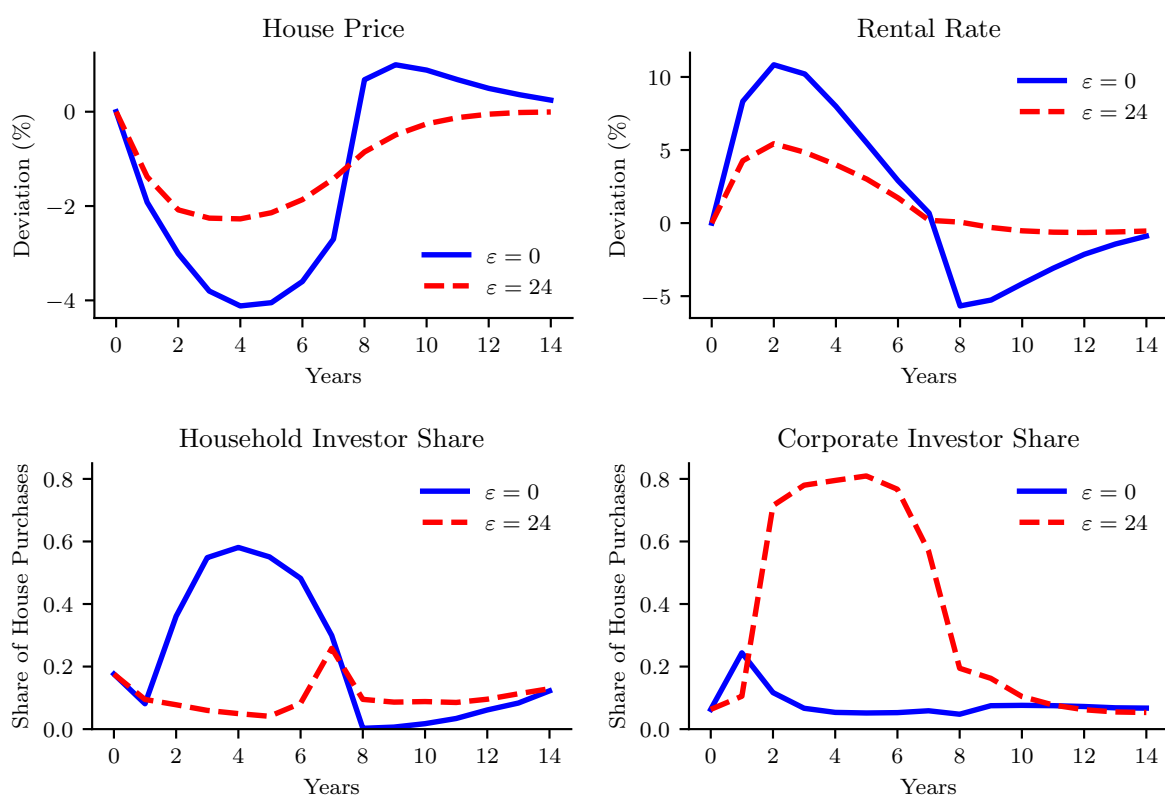 House Price
Deviation (%)
0
−2
−4
ε = 0
ε = 24
0 2 4 6 8 10 12 14
Years
Rental Rate
Deviation (%)
10
5
0
−5
ε = 0
ε = 24
0 2 4 6 8 10 12 14
Years
Household Investor Share
Share of House Purchases
0.8
0.6
0.4
0.2
0.0
ε = 0
ε = 24
0 2 4 6 8 10 12 14
Years
Corporate Investor Share
Share of House Purchases
0.8
0.6
0.4
0.2
0.0
ε = 0
ε = 24
0 2 4 6 8 10 12 14
Years